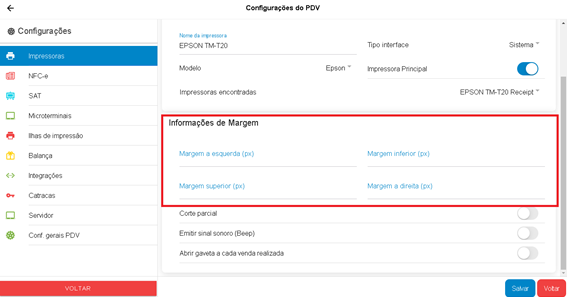 Configurações do PDV
Configurações
Impressoras
NFC-e
SAT
Microterminais
Ilhas de impressão
Balança
Integrações
Catracas
Servidor
Conf. gerais PDV
VOLTAR
Nome da impressora
EPSON TM-T20
Tipo interface Sistema
Modelo Epson
Impressora Principal
Impressoras encontradas EPSON TM-T20 Receipt
Informações de Margem
Margem a esquerda (px) Margem inferior (px)
Margem superior (px) Margem a direita (px)
Corte parcial
Emitir sinal sonoro (Beep)
Abrir gaveta a cada venda realizada
Salvar Voltar